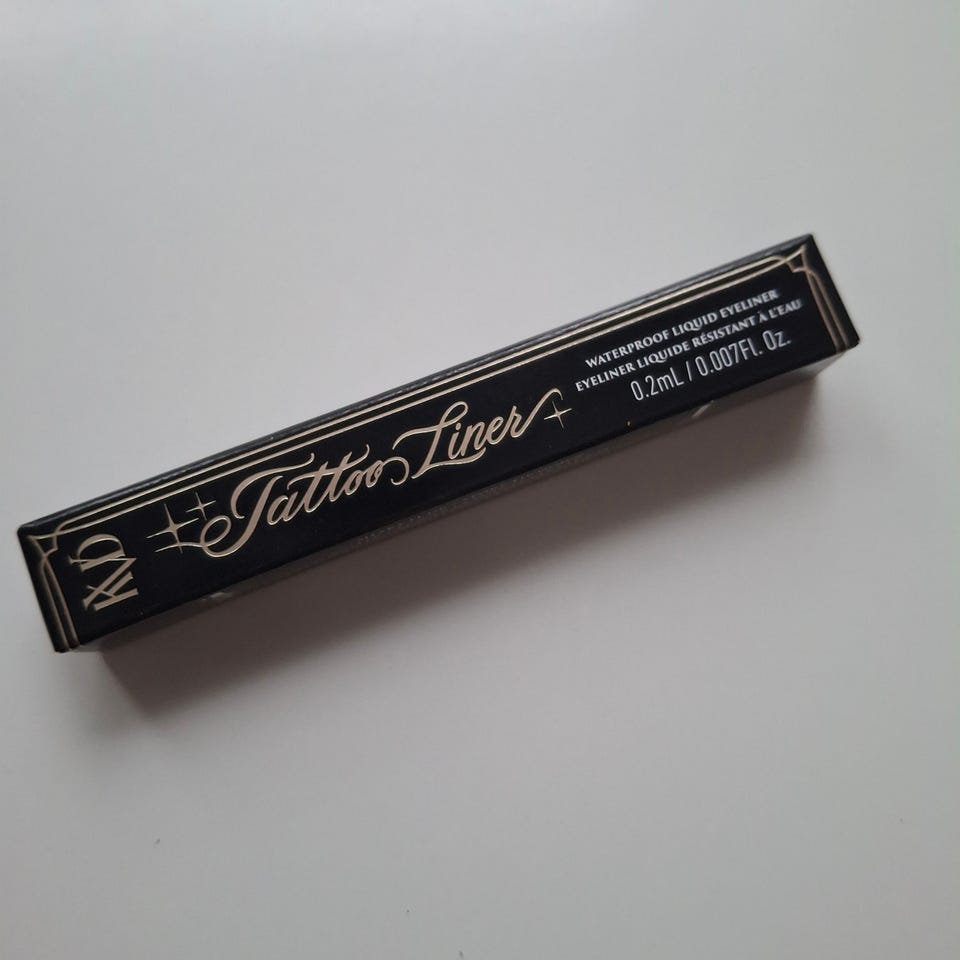 KVD
Tattoo Liner
WATERPROOF LIQUID EYELINER
EYELINER LIQUIDE RÉSISTANT À L'EAU
0.2mL / 0.007Fl. Oz.